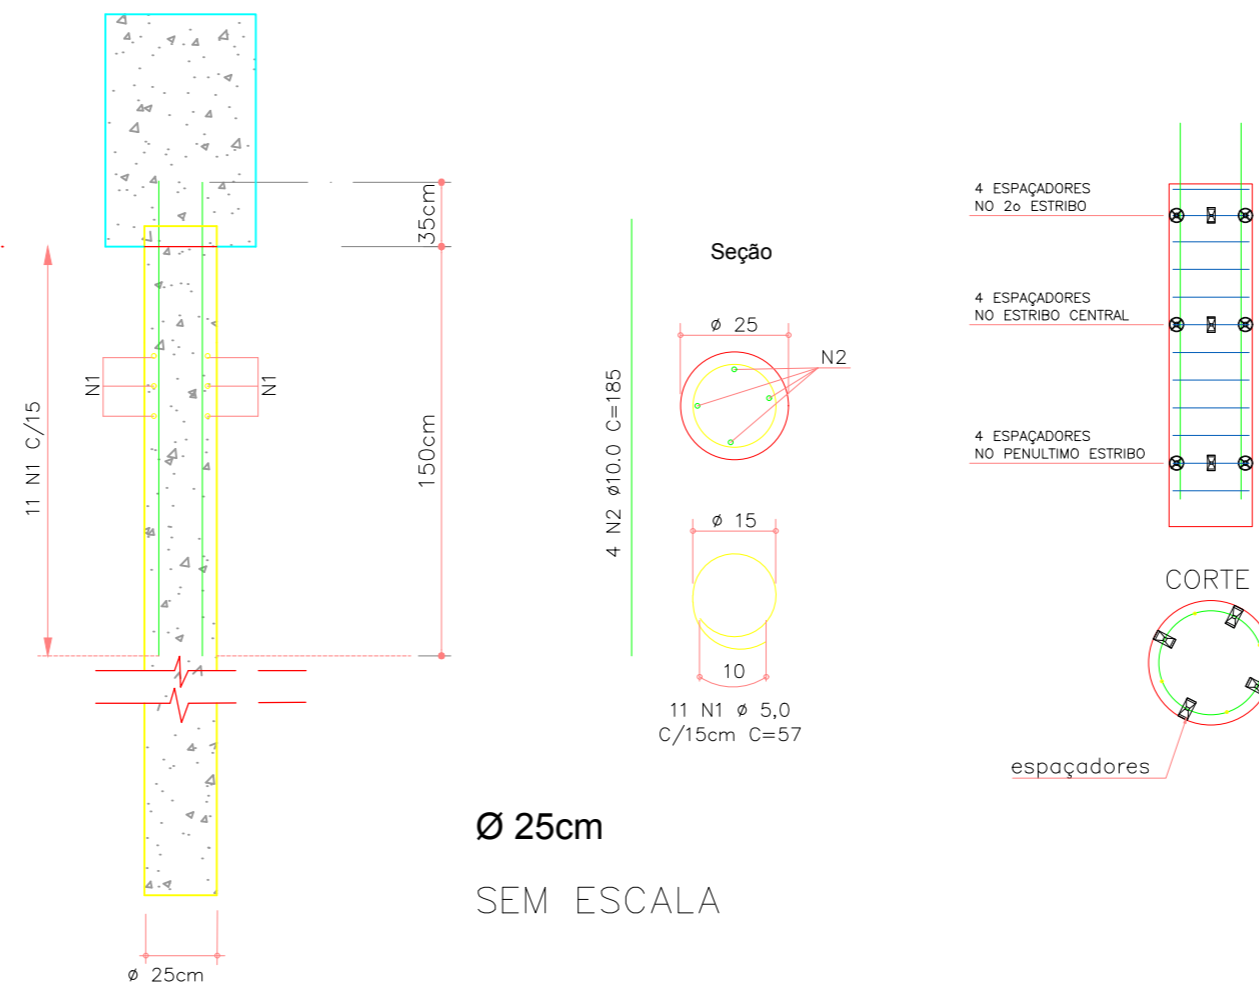 35cm
11 N1 C/15
N1
N1
150cm
ø 25cm
4 N2 ø10.0 C=185
Seção
ø 25
N2
ø 15
10
11 N1 ø 5,0
C/15cm C=57
Ø 25cm
SEM ESCALA
4 ESPAÇADORES
NO 2o ESTRIBO
4 ESPAÇADORES
NO ESTRIBO CENTRAL
4 ESPAÇADORES
NO PENULTIMO ESTRIBO
CORTE
espaçadores